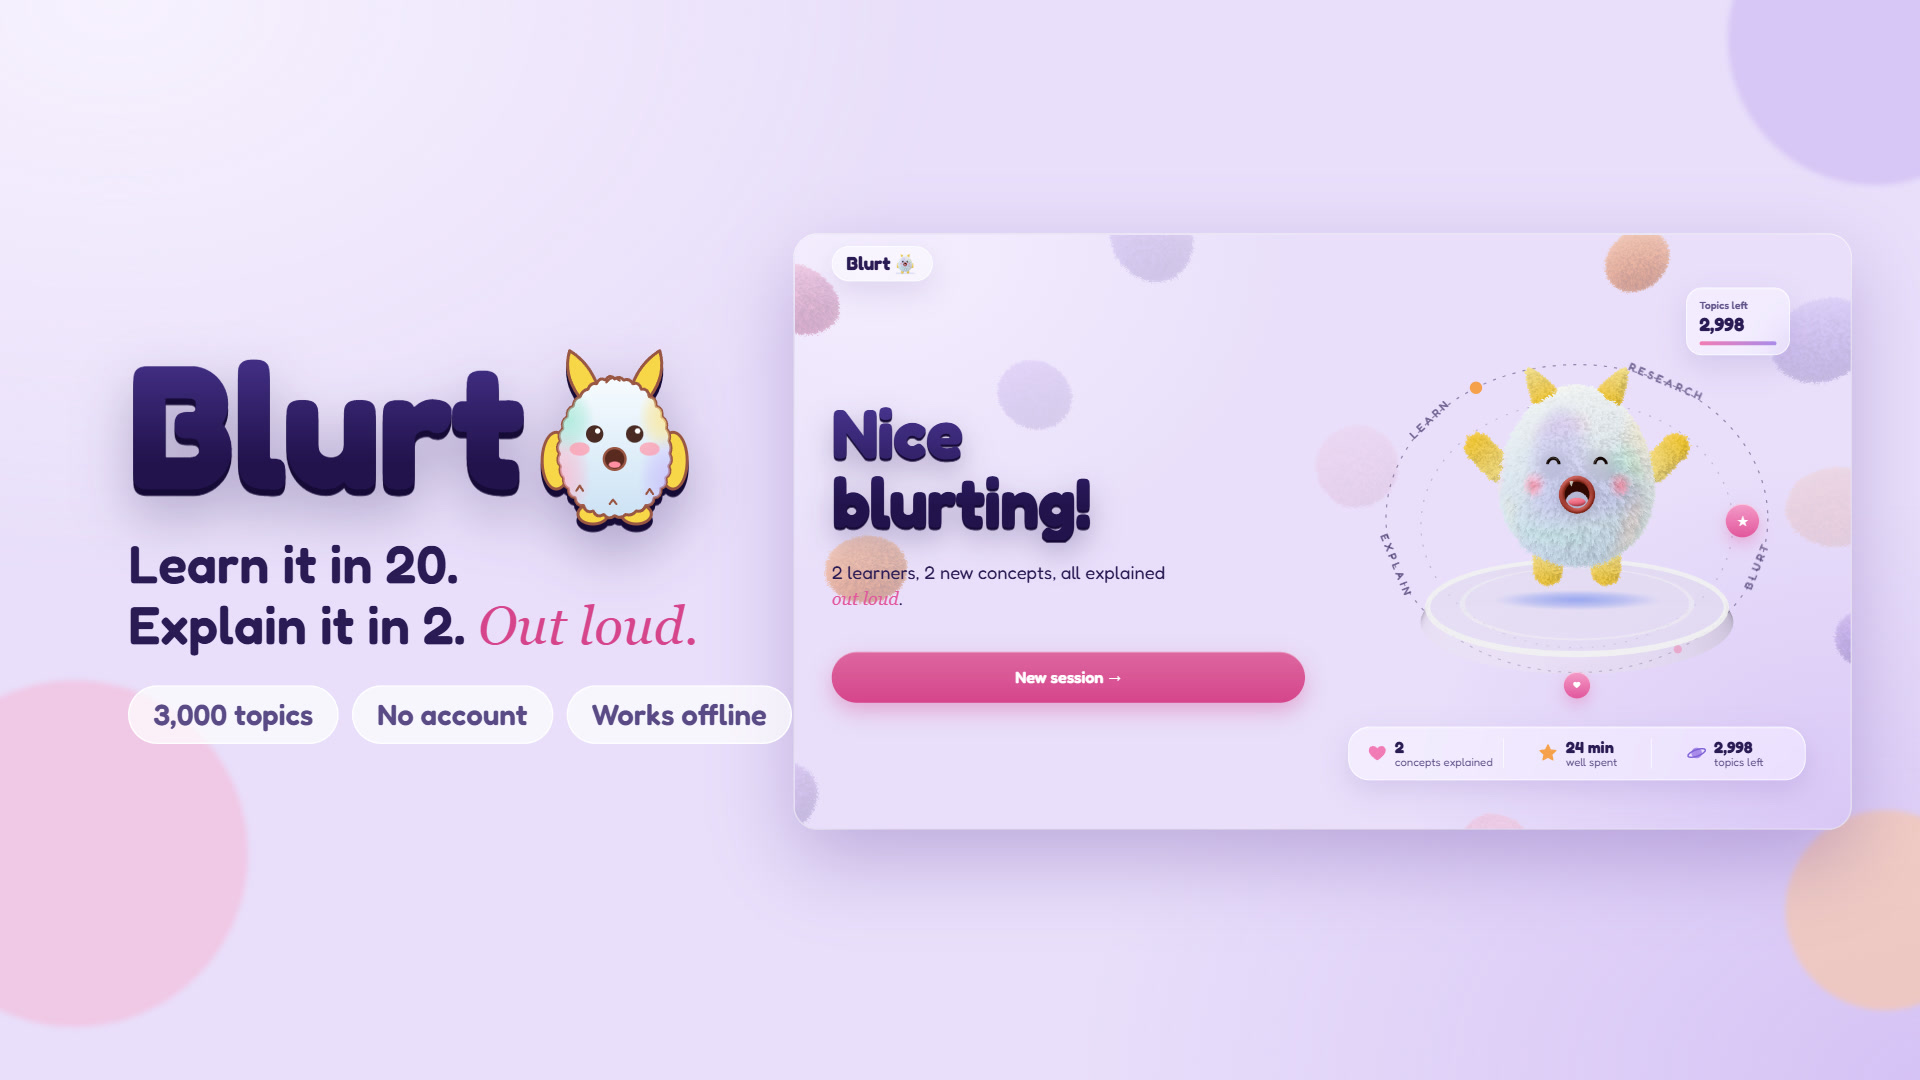 Blurt
Learn it in 20.
Explain it in 2. Out loud.
3,000 topics
No account
Works offline
Blurt
Topics left
2,998
Nice
blurting!
2 learners, 2 new concepts, all explained
out loud.
New session →
LEARN
RESEARCH
BLURT
EXPLAIN
2
concepts explained
24 min
well spent
2,998
topics left